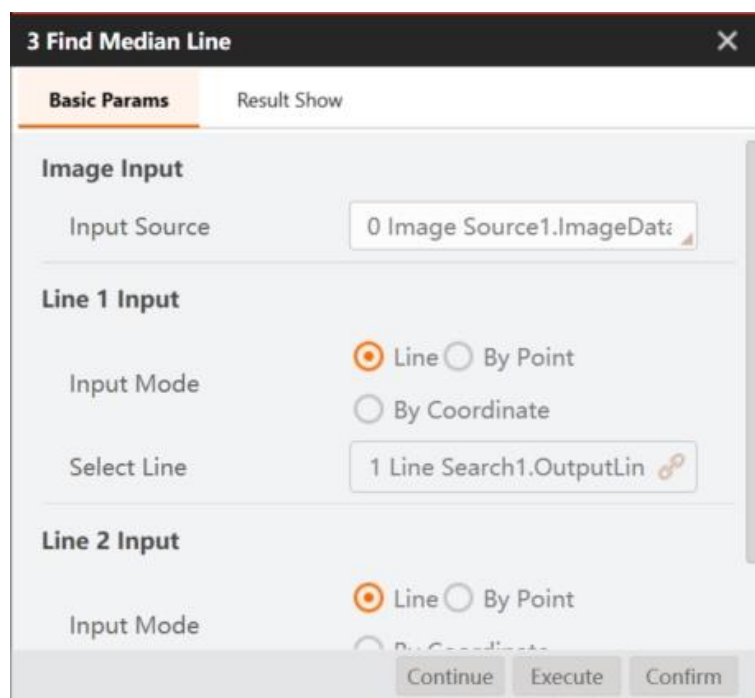 3 Find Median Line
Basic Params Result Show
Image Input
Input Source 0 Image Source1.ImageData
Line 1 Input
Input Mode Line By Point
By Coordinate
Select Line 1 Line Search1.OutputLin
Line 2 Input
Input Mode Line By Point
By Coordinate
Continue Execute Confirm